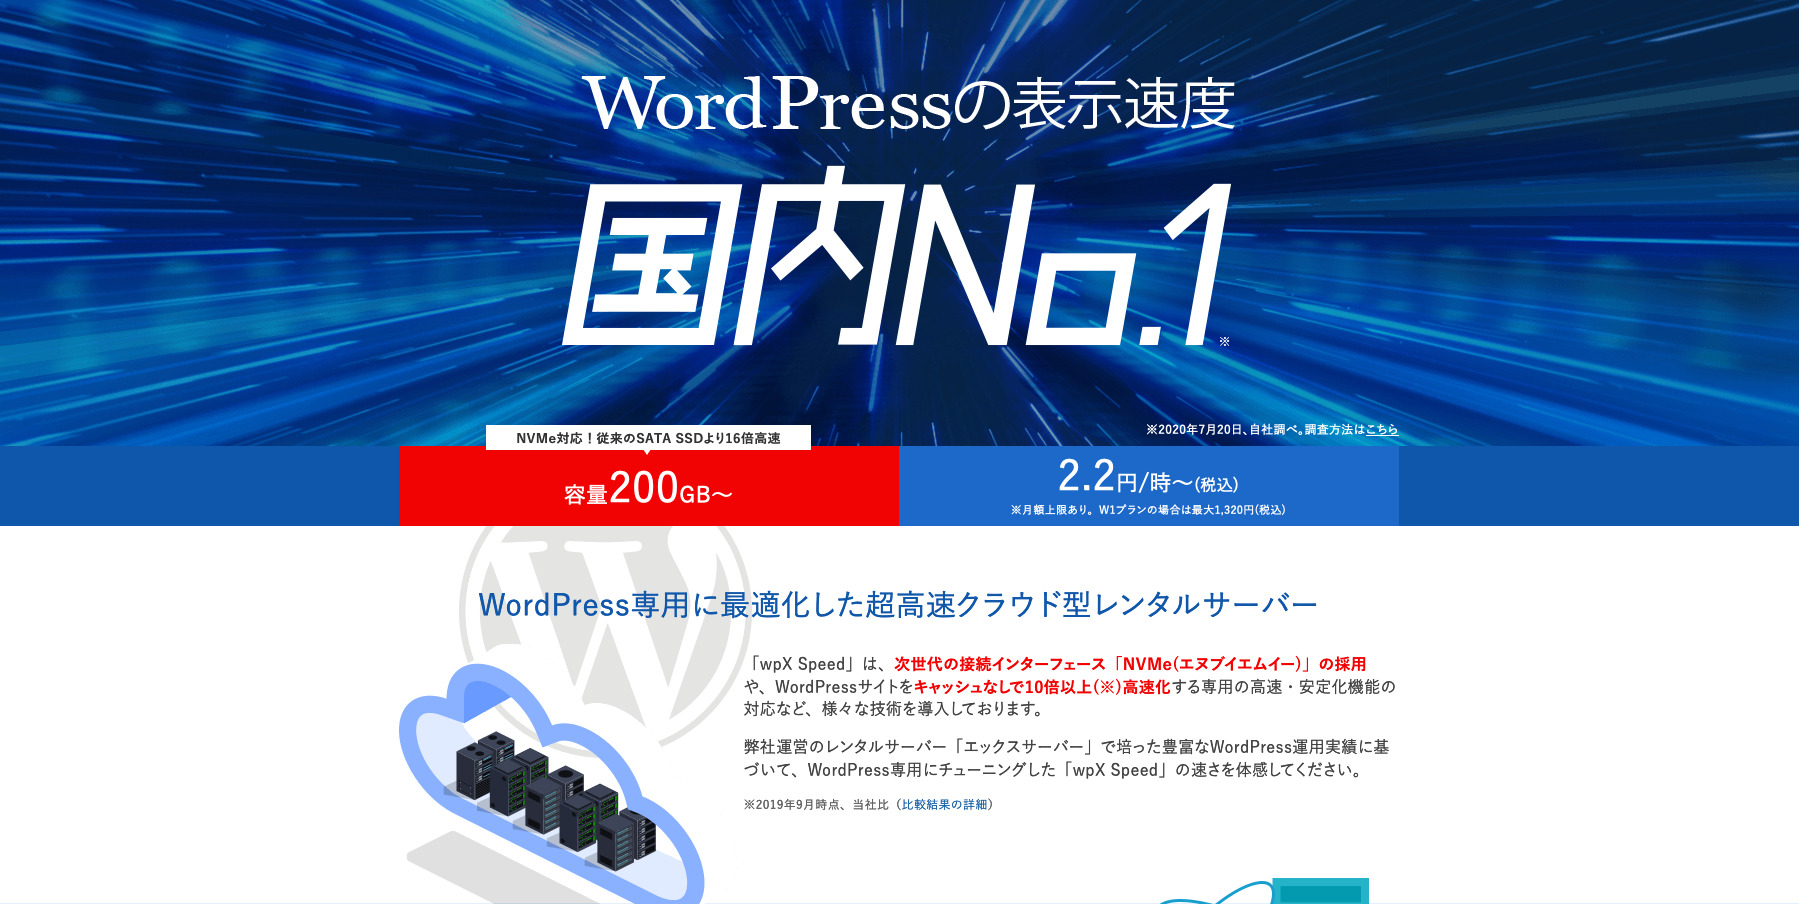 WordPressの表示速度
国内No.1
※
※2020年7月20日、自社調べ。調査方法はこちら
NVMe対応！従来のSATA SSDより16倍高速
容量200GB～
2.2円/時～(税込)
※月額上限あり。W1プランの場合は最大1,320円(税込)
WordPress専用に最適化した超高速クラウド型レンタルサーバー
「wpX Speed」は、次世代の接続インターフェース「NVMe(エヌブイエムイー)」の採用
や、WordPressサイトをキャッシュなしで10倍以上(※)高速化する専用の高速・安定化機能の
対応など、様々な技術を導入しております。
弊社運営のレンタルサーバー「エックスサーバー」で培った豊富なWordPress運用実績に基
づいて、WordPress専用にチューニングした「wpX Speed」の速さを体感してください。
※2019年9月時点、当社比（比較結果の詳細）